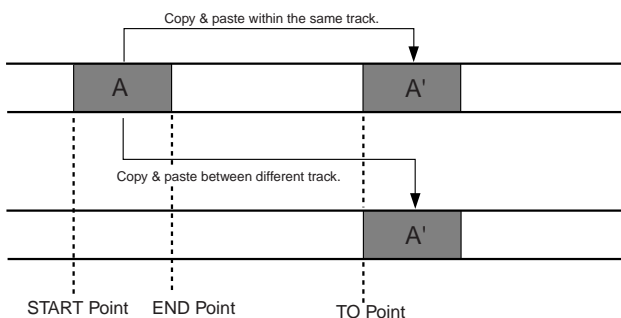 Copy & paste within the same track.
A A'
Copy & paste between different track.
A'
START Point END Point TO Point